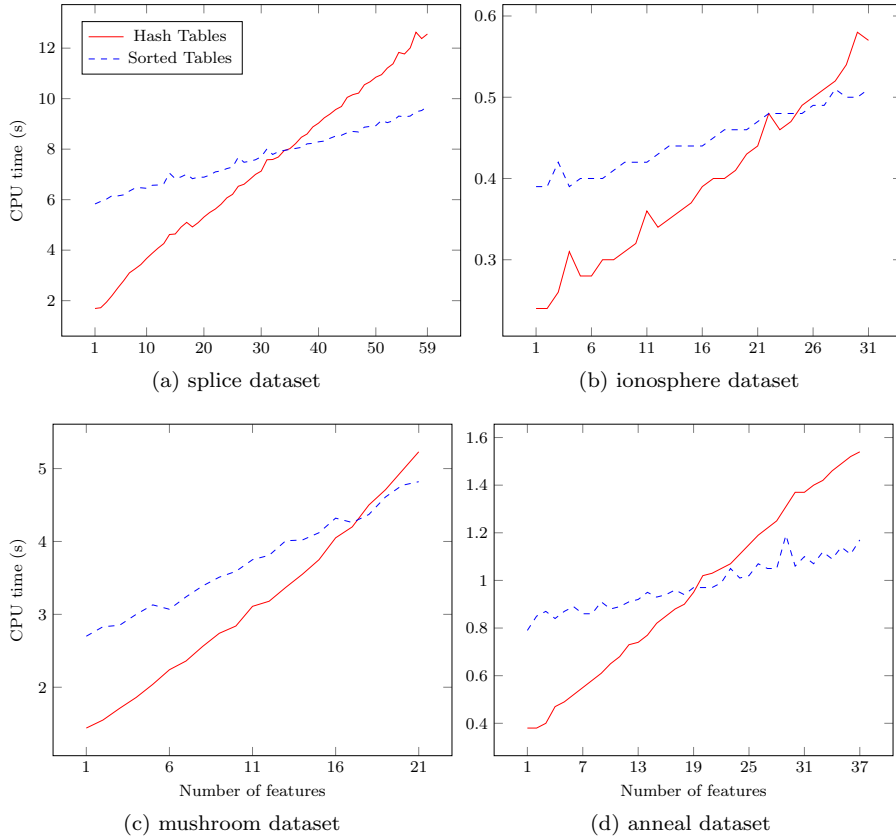 Hash Tables
Sorted Tables
CPU time (s)
12
10
8
6
4
2
1 10 20 30 40 50 59
(a) splice dataset
0.6
0.5
0.4
0.3
1 6 11 16 21 26 31
(b) ionosphere dataset
CPU time (s)
5
4
3
2
1 6 11 16 21
Number of features
(c) mushroom dataset
1.6
1.4
1.2
1
0.8
0.6
0.4
1 7 13 19 25 31 37
Number of features
(d) anneal dataset